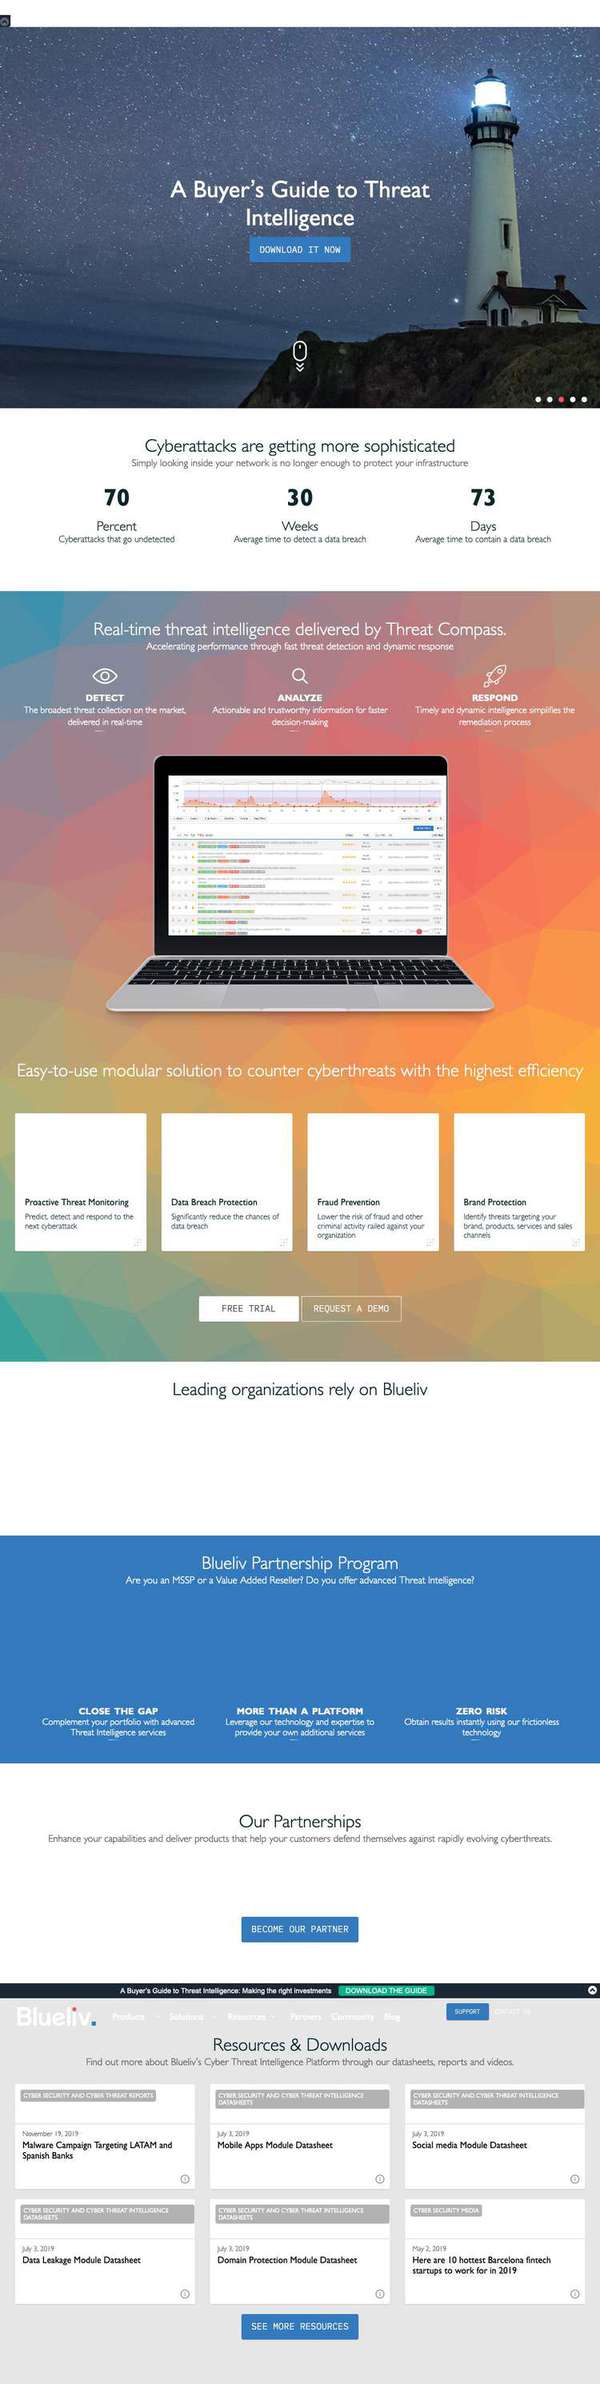 A Buyer's Guide to Threat
Intelligence
DOWNLOAD IT NOW
Cyberattacks are getting more sophisticated
Simply looking inside your network is no longer enough to protect your infrastructure
70
Percent
Cyberattacks that go undetected
30
Weeks
Average time to detect a data breach
73
Days
Average time to contain a data breach
Real-time threat intelligence delivered by Threat Compass.
Accelerating performance through fast threat detection and dynamic response
DETECT
The broadest threat collection on the market,
delivered in real-time
ANALYZE
Actionable and trustworthy information for faster
decision-making
RESPOND
Timely and dynamic intelligence simplifies the
remediation process
Easy-to-use modular solution to counter cyberthreats with the highest efficiency
Proactive Threat Monitoring
Predict, detect and respond to the
next cyberattack
Data Breach Protection
Significantly reduce the chances of
data breach
Fraud Prevention
Lower the risk of fraud and other
criminal activity railed against your
organization
Brand Protection
Identify threats targeting your
brand, products, services and sales
channels
FREE TRIAL
REQUEST A DEMO
Leading organizations rely on Blueliv
Blueliv Partnership Program
Are you an MSSP or a Value Added Reseller? Do you offer advanced Threat Intelligence?
CLOSE THE GAP
Complement your portfolio with advanced
Threat Intelligence services
MORE THAN A PLATFORM
Leverage our technology and expertise to
provide your own additional services
ZERO RISK
Obtain results instantly using our frictionless
technology
Our Partnerships
Enhance your capabilities and deliver products that help your customers defend themselves against rapidly evolving cyberthreats.
BECOME OUR PARTNER
A Buyer's Guide to Threat Intelligence: Making the right investments DOWNLOAD THE GUIDE
Blueliv. Products Solutions Resources Partners Community Blog SUPPORT CONTACT US
Resources & Downloads
Find out more about Blueliv's Cyber Threat Intelligence Platform through our datasheets, reports and videos.
CYBER SECURITY AND CYBER THREAT REPORTS
November 19, 2019
Malware Campaign Targeting LATAM and
Spanish Banks
CYBER SECURITY AND CYBER THREAT INTELLIGENCE
DATASHEETS
July 3, 2019
Mobile Apps Module Datasheet
CYBER SECURITY AND CYBER THREAT INTELLIGENCE
DATASHEETS
July 3, 2019
Social media Module Datasheet
CYBER SECURITY AND CYBER THREAT INTELLIGENCE
DATASHEETS
July 3, 2019
Data Leakage Module Datasheet
CYBER SECURITY AND CYBER THREAT INTELLIGENCE
DATASHEETS
July 3, 2019
Domain Protection Module Datasheet
CYBER SECURITY MEDIA
May 2, 2019
Here are 10 hottest Barcelona fintech
startups to work for in 2019
SEE MORE RESOURCES